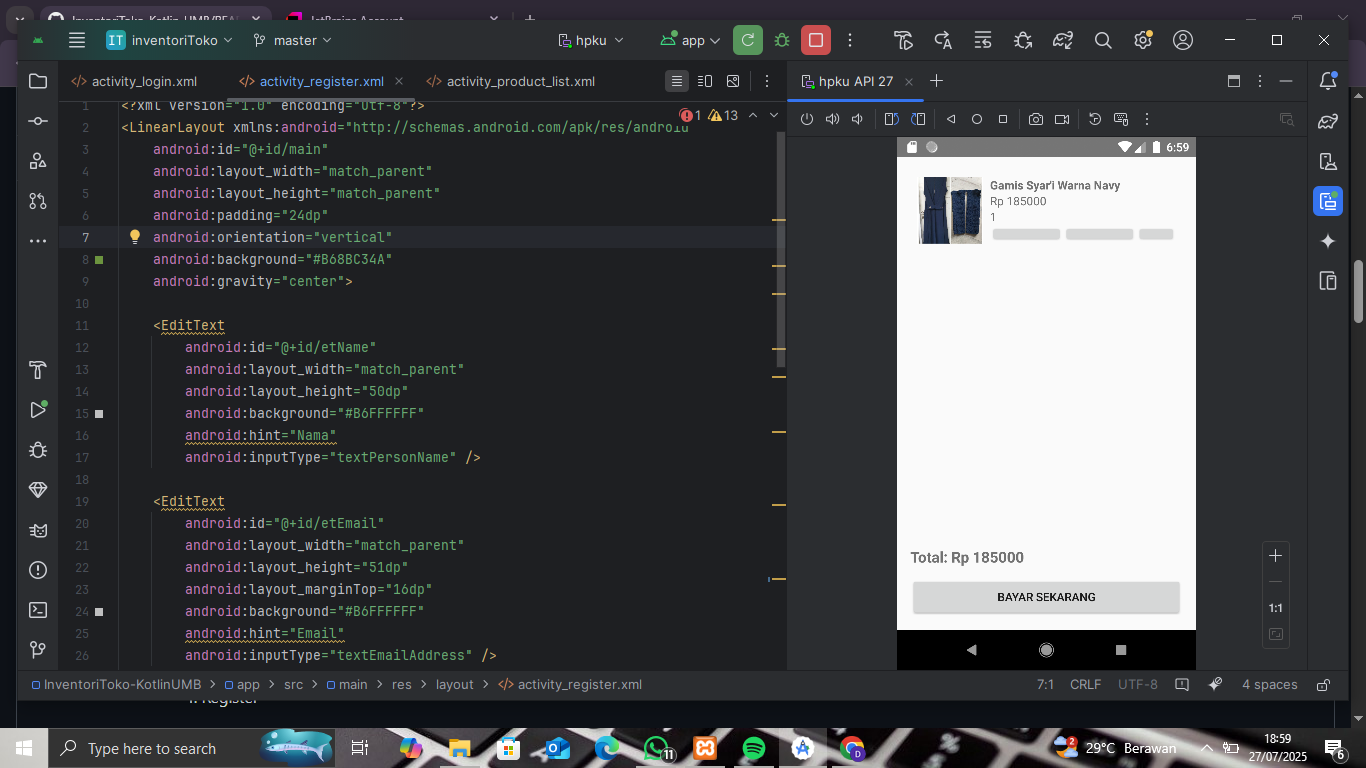 InventoriToko-Kotlin-UMB/REA
JetBrains Account
IT inventoriToko
master
hpku
app
activity_login.xml
activity_register.xml
activity_product_list.xml
hpku API 27
1 <?xml version="1.0" encoding="utf-8"?>
1 13
2 <LinearLayout xmlns:android="http://schemas.android.com/apk/res/android
3 android:id="@+id/main"
4 android:layout_width="match_parent"
5 android:layout_height="match_parent"
6 android:padding="24dp"
7 android:orientation="vertical"
8 android:background="#B68BC34A"
9 android:gravity="center">
10
11 <EditText
12 android:id="@+id/etName"
13 android:layout_width="match_parent"
14 android:layout_height="50dp"
15 android:background="#B6FFFFFF"
16 android:hint="Nama"
17 android:inputType="textPersonName" />
18
19 <EditText
20 android:id="@+id/etEmail"
21 android:layout_width="match_parent"
22 android:layout_height="51dp"
23 android:layout_marginTop="16dp"
24 android:background="#B6FFFFFF"
25 android:hint="Email"
26 android:inputType="textEmailAddress" />
6:59
Gamis Syar'i Warna Navy
Rp 185000
1
Total: Rp 185000
BAYAR SEKARANG
1:1
InventoriToko-KotlinUMB > app > src > main > res > layout > activity_register.xml
7:1 CRLF UTF-8 4 spaces
1. Register
Type here to search
11
2
29°C Berawan
18:59
27/07/2025
6